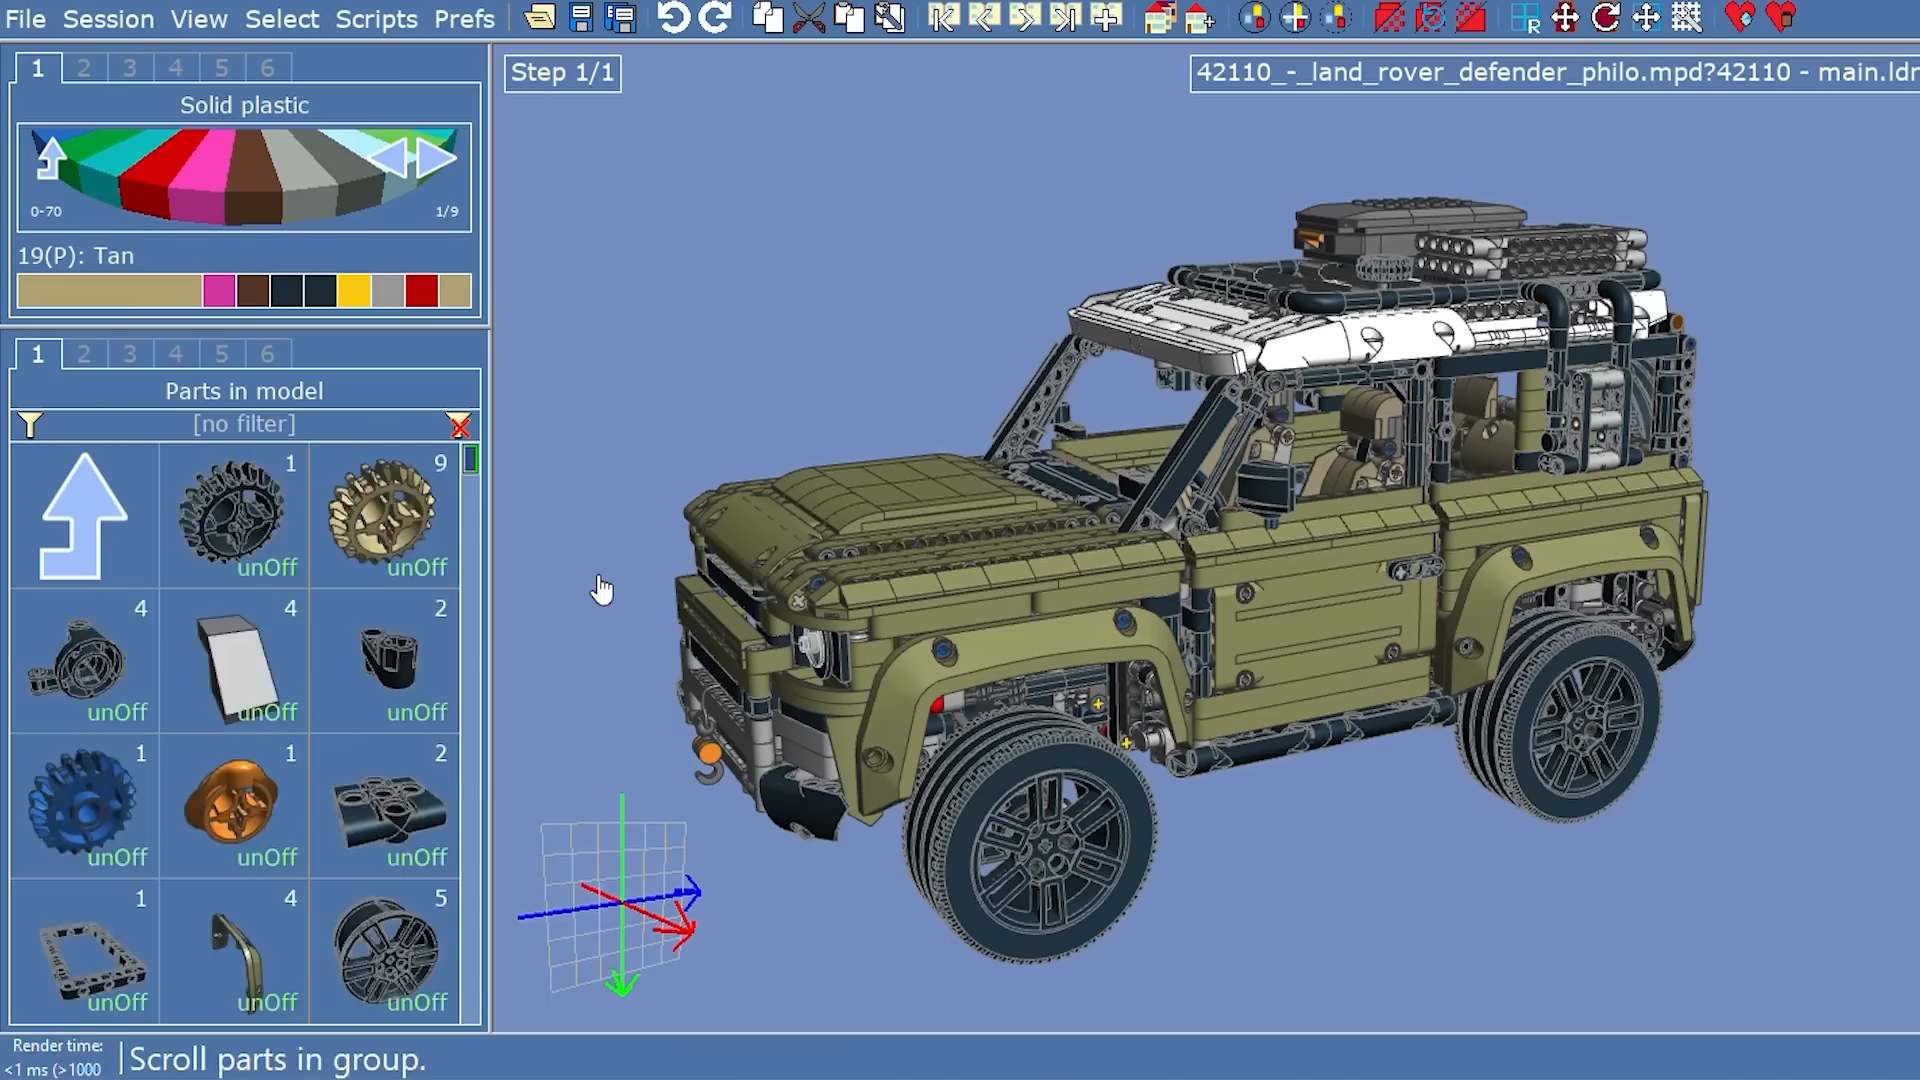 File Session View Select Scripts Prefs
R
1 2 3 4 5 6
Solid plastic
0-70 1/9
19(P): Tan
1 2 3 4 5 6
Parts in model
[no filter]
1 9
unOff unOff
4 4 2
unOff unOff unOff
1 1 2
unOff unOff unOff
1 4 5
unOff unOff unOff
Step 1/1
42110_-_land_rover_defender_philo.mpd?42110 - main.ldr
Render time:
<1 ms (>1000
Scroll parts in group.